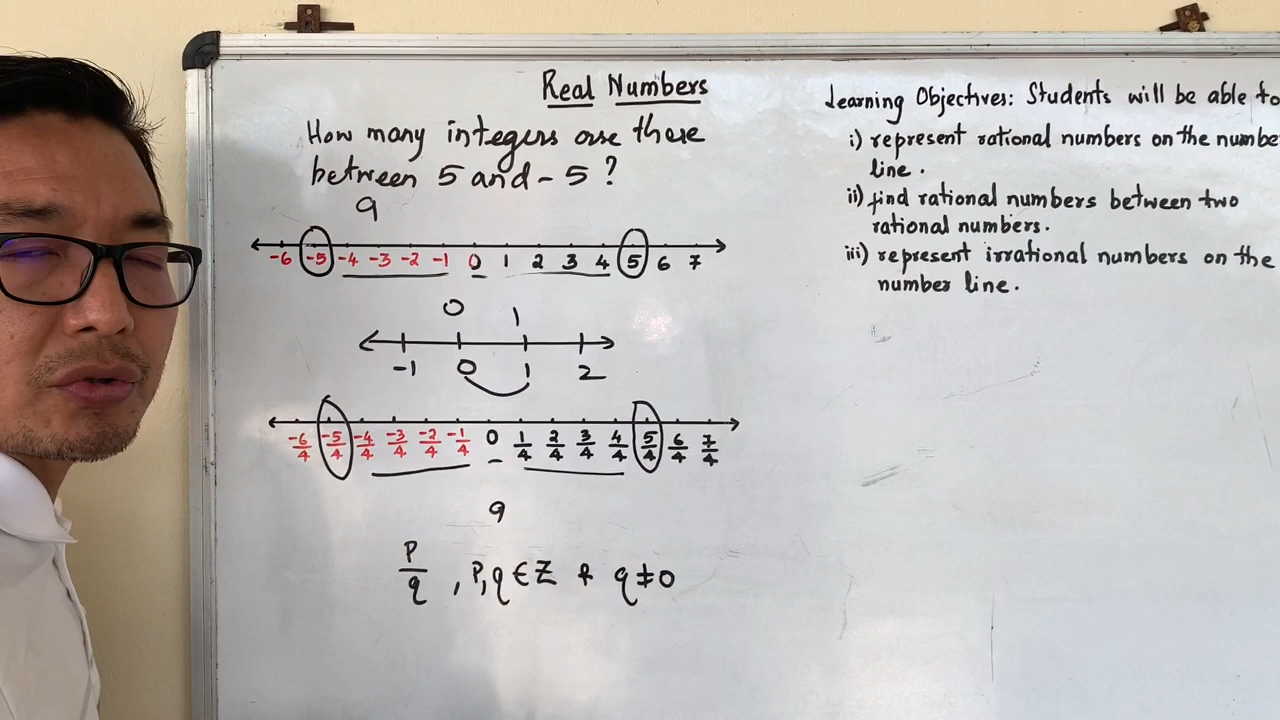 Real Numbers
How many integers are there
between 5 and - 5 ?
9
-6 -5 -4 -3 -2 -1 0 1 2 3 4 5 6 7
0 1
-1 0 1 2
-6/4 -5/4 -4/4 -3/4 -2/4 -1/4 0 1/4 2/4 3/4 4/4 5/4 6/4 7/4
9
P/q , P,q ∈ Z & q ≠ 0
Learning Objectives: Students will be able to
i) represent rational numbers on the numbe
line .
ii) find rational numbers between two
rational numbers.
iii) represent irrational numbers on the
number line .